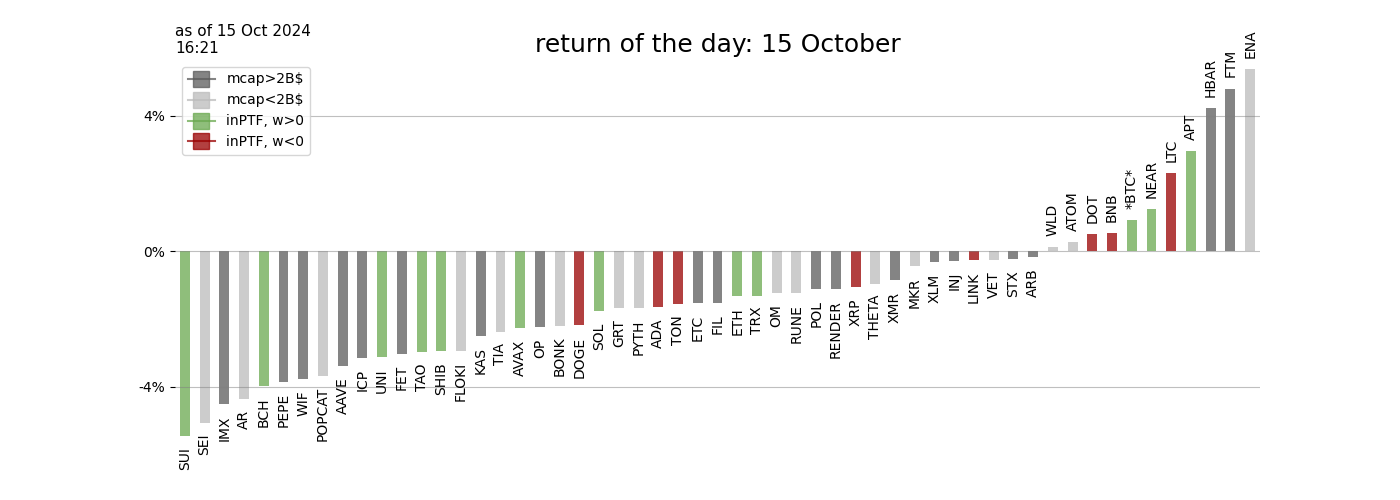 as of 15 Oct 2024
16:21
return of the day: 15 October
mcap>2B$
mcap<2B$
inPTF, w>0
inPTF, w<0
4%
0%
-4%
SUI
SEI
IMX
AR
BCH
PEPE
WIF
POPCAT
AAVE
ICP
UNI
FET
TAO
SHIB
FLOKI
KAS
TIA
AVAX
OP
BONK
DOGE
SOL
GRT
PYTH
ADA
TON
ETC
FIL
ETH
TRX
OM
RUNE
POL
RENDER
XRP
THETA
XMR
MKR
XLM
INJ
LINK
VET
STX
ARB
WLD
ATOM
DOT
BNB
*BTC*
NEAR
LTC
APT
HBAR
FTM
ENA